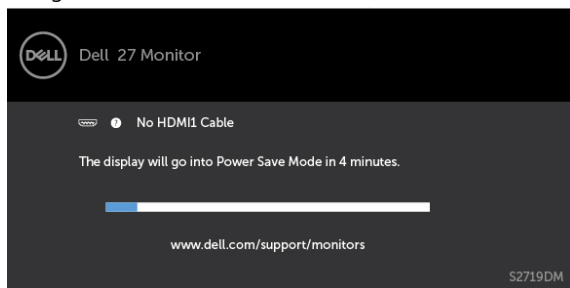 DELL
Dell 27 Monitor
? No HDMI1 Cable
The display will go into Power Save Mode in 4 minutes.
www.dell.com/support/monitors
S2719DM